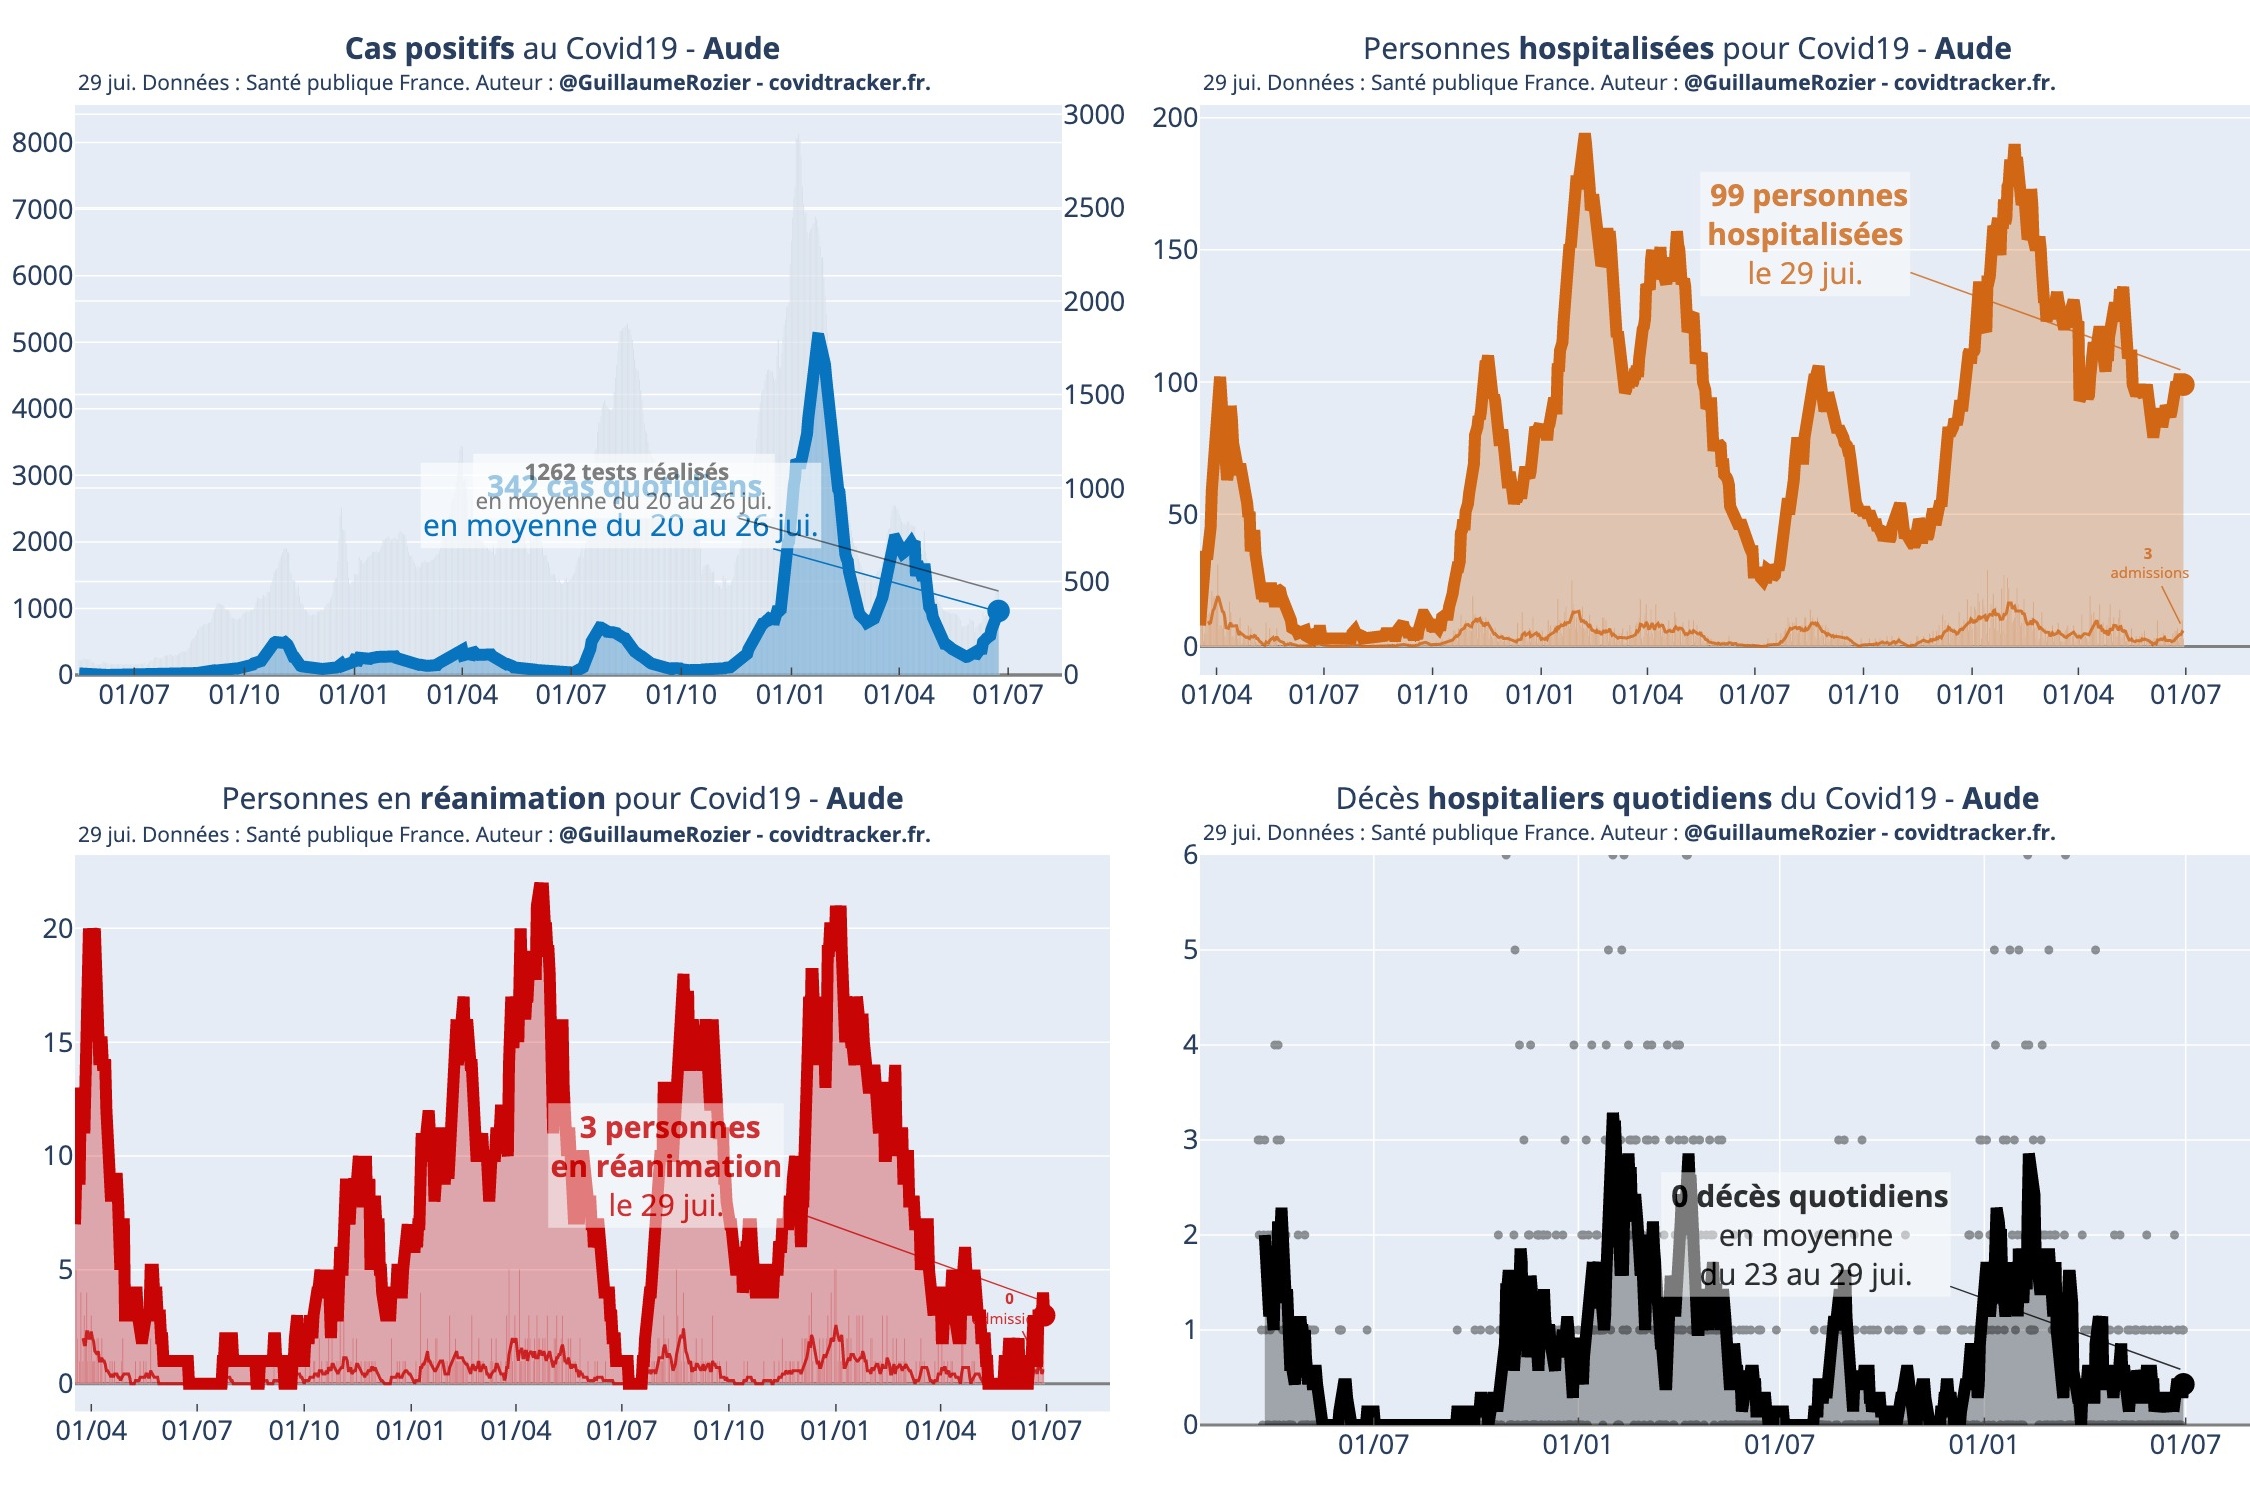 Cas positifs au Covid19 - Aude
29 jui. Données : Santé publique France. Auteur : @GuillaumeRozier - covidtracker.fr.
8000
7000
6000
5000
4000
3000
2000
1000
0
3000
2500
2000
1500
1000
500
0
1262 tests réalisés
342 cas quotidiens
en moyenne du 20 au 26 jui.
en moyenne du 20 au 26 jui.
01/07 01/10 01/01 01/04 01/07 01/10 01/01 01/04 01/07
Personnes hospitalisées pour Covid19 - Aude
29 jui. Données : Santé publique France. Auteur : @GuillaumeRozier - covidtracker.fr.
200
150
100
50
0
99 personnes
hospitalisées
le 29 jui.
3
admissions
01/04 01/07 01/10 01/01 01/04 01/07 01/10 01/01 01/04 01/07
Personnes en réanimation pour Covid19 - Aude
29 jui. Données : Santé publique France. Auteur : @GuillaumeRozier - covidtracker.fr.
20
15
10
5
0
3 personnes
en réanimation
le 29 jui.
0
01/04 01/07 01/10 01/01 01/04 01/07 01/10 01/01 01/04 01/07
Décès hospitaliers quotidiens du Covid19 - Aude
29 jui. Données : Santé publique France. Auteur : @GuillaumeRozier - covidtracker.fr.
6
5
4
3
2
1
0
0 décès quotidiens
en moyenne
du 23 au 29 jui.
01/07 01/01 01/07 01/01 01/07